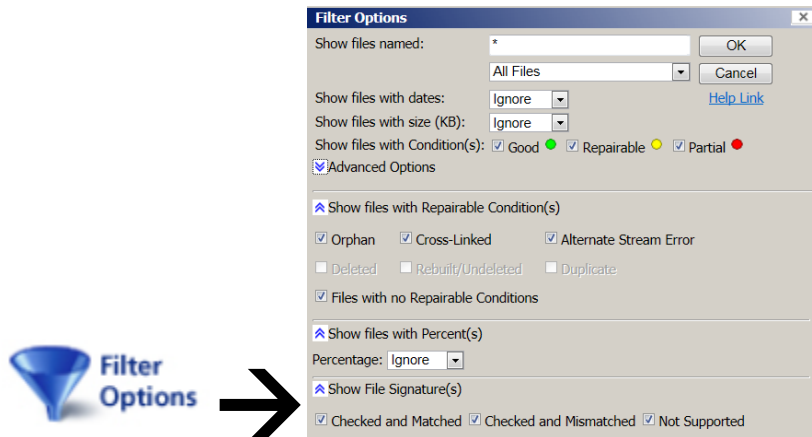 Filter Options
Show files named: * OK
All Files Cancel
Show files with dates: Ignore Help Link
Show files with size (KB): Ignore
Show files with Condition(s): Good Repairable Partial
Advanced Options
Show files with Repairable Condition(s)
Orphan Cross-Linked Alternate Stream Error
Deleted Rebuilt/Undeleted Duplicate
Files with no Repairable Conditions
Show files with Percent(s)
Percentage: Ignore
Show File Signature(s)
Checked and Matched Checked and Mismatched Not Supported
Filter
Options